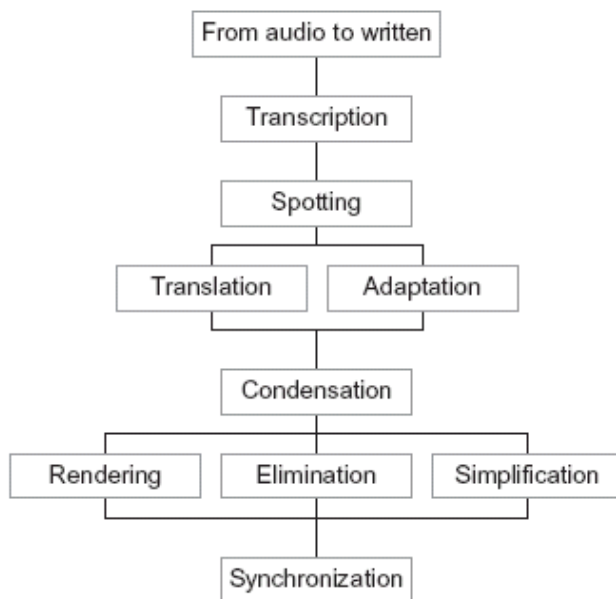 From audio to written
Transcription
Spotting
Translation
Adaptation
Condensation
Rendering
Elimination
Simplification
Synchronization